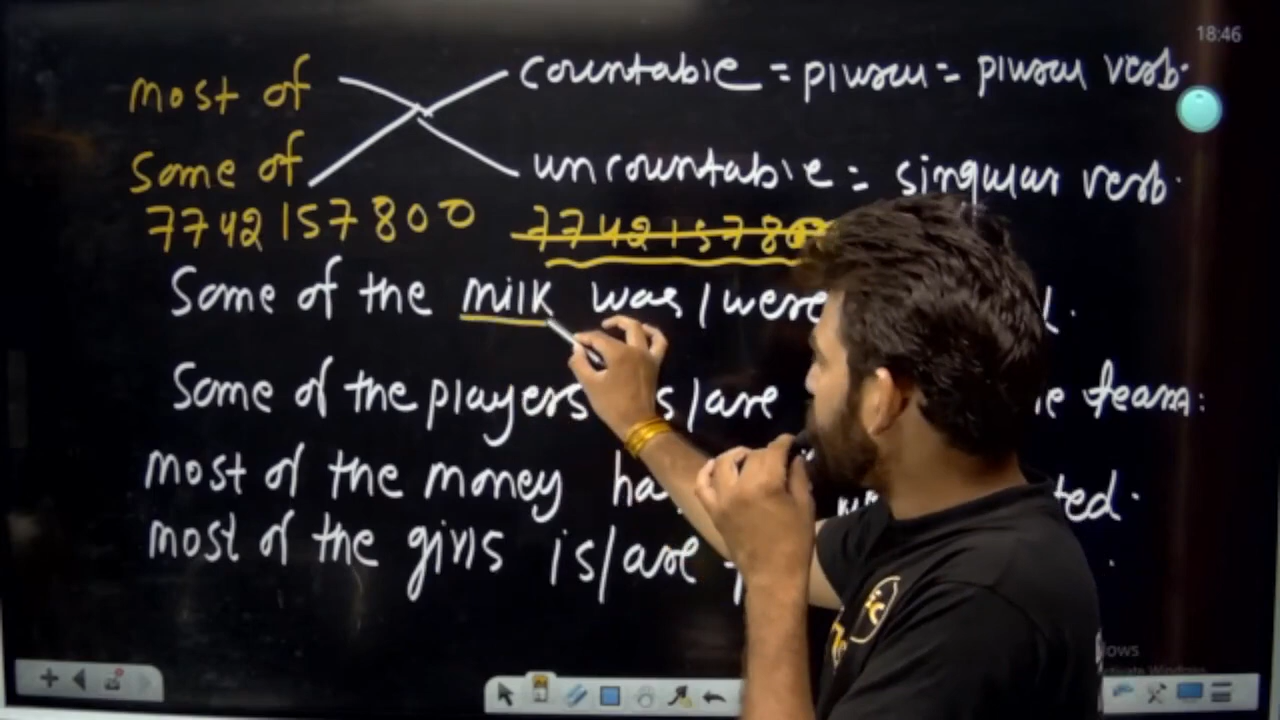 18:46
most of
countable = plural = plural verb.
some of
uncountable = singular verb.
7742157800
Some of the milk was/were
Some of the players /are team:
most of the money
most of the girls is/are